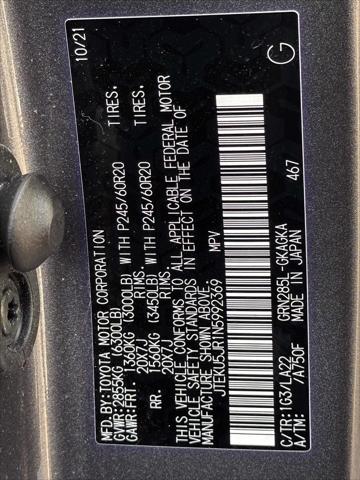 MFD.BY:TOYOTA MOTOR CORPORATION 10/21
GVWR:2855KG (6300LB)
GAWR:FRT. 1360KG (3000LB) WITH P245/60R20 TIRES.
20X7J RIMS.
RR. 1560KG (3450LB) WITH P245/60R20 TIRES.
20X7J RIMS.
THIS VEHICLE CONFORMS TO ALL APPLICABLE FEDERAL MOTOR
VEHICLE SAFETY STANDARDS IN EFFECT ON THE DATE OF
MANUFACTURE SHOWN ABOVE.
JTEKU5JR1N5992369 MPV
C/TR:1G3/LA22 GRN285L-GKAGKA
A/TM: /A750F MADE IN JAPAN 467
G